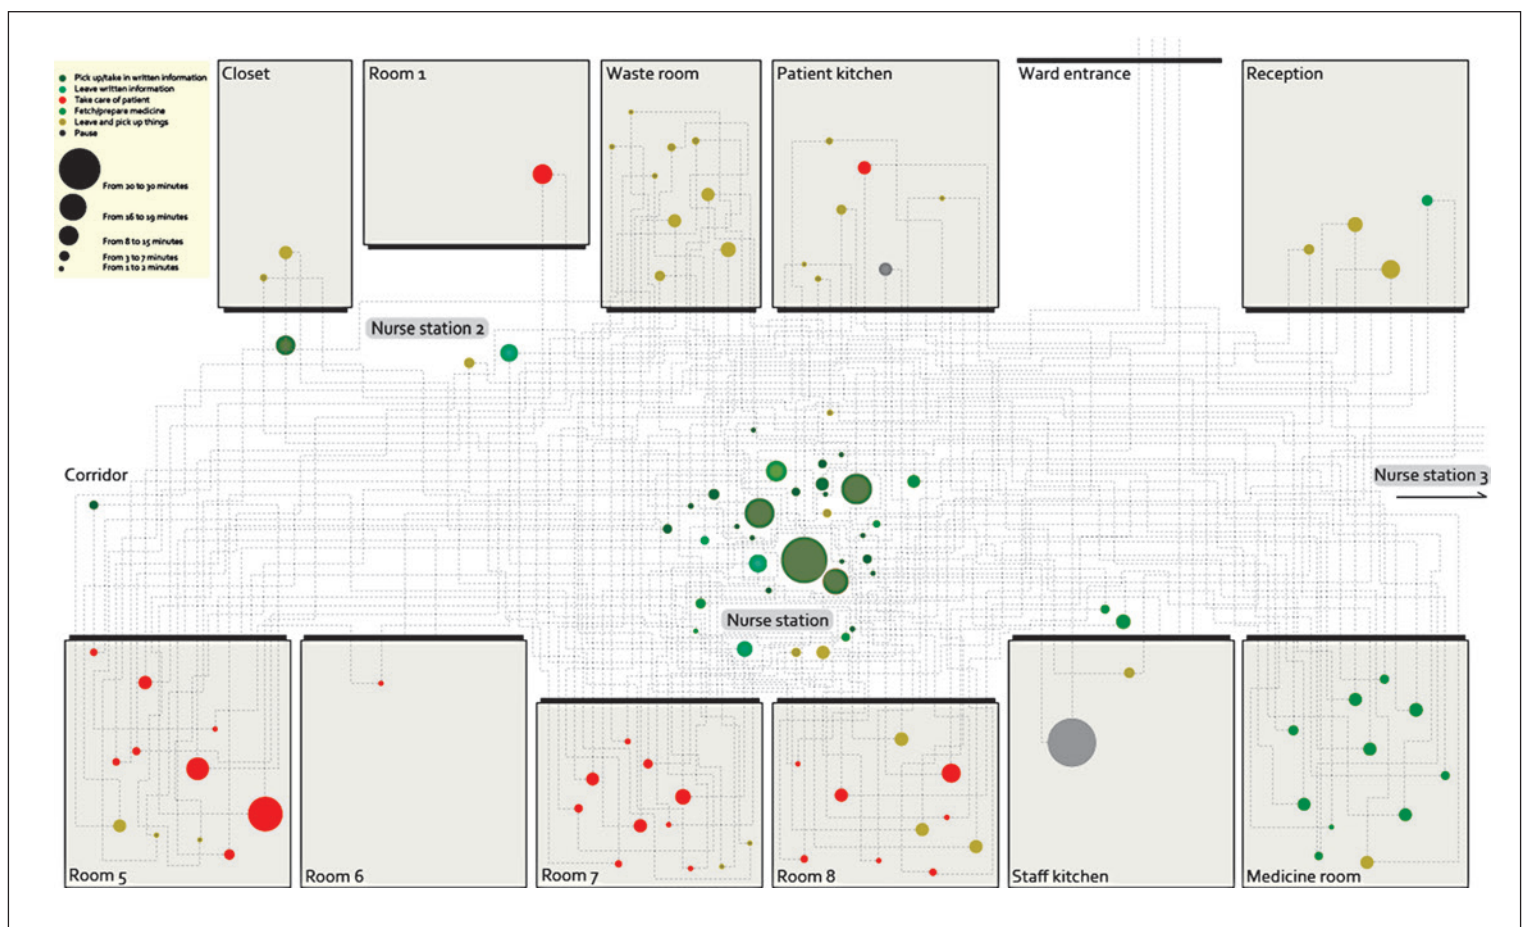 Pick up/take in written information
Leave written information
Take care of patient
Fetch/prepare medicine
Leave and pick up things
Pause
From 20 to 30 minutes
From 16 to 19 minutes
From 8 to 15 minutes
From 3 to 7 minutes
From 1 to 2 minutes
Closet
Room 1
Waste room
Patient kitchen
Ward entrance
Reception
Nurse station 2
Corridor
Nurse station 3
Nurse station
Room 5
Room 6
Room 7
Room 8
Staff kitchen
Medicine room